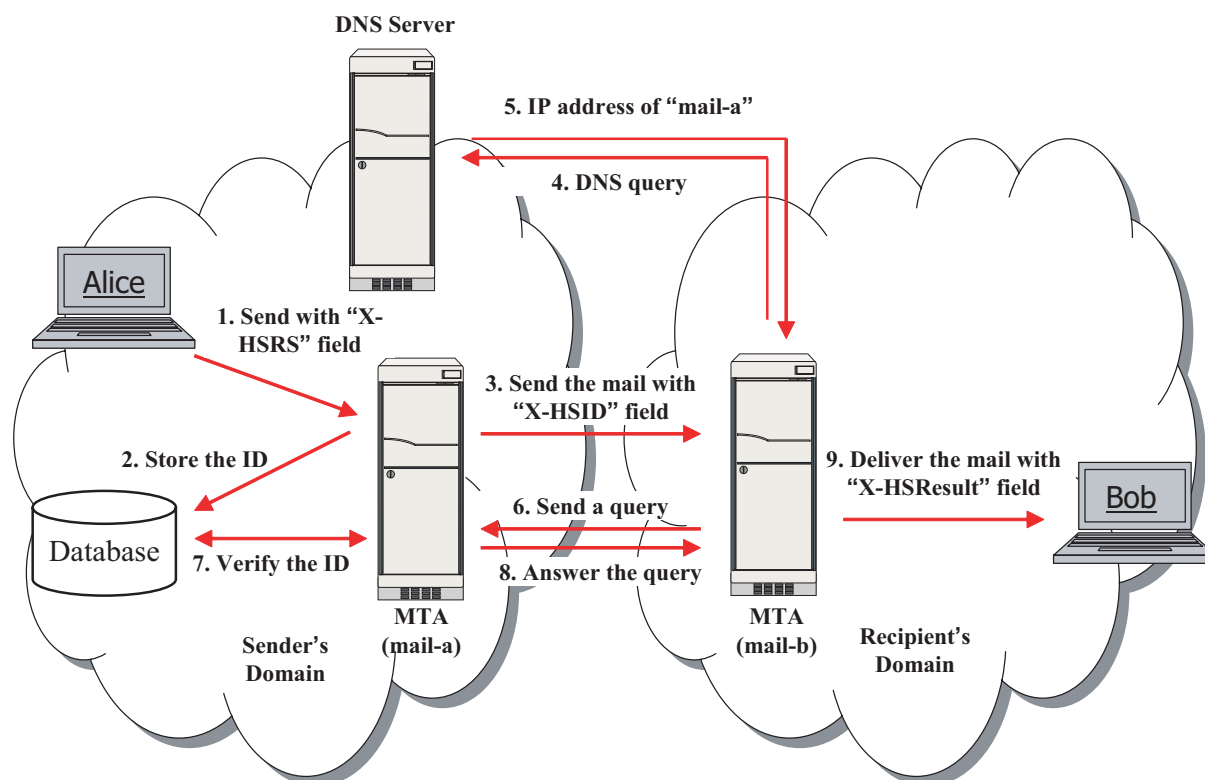 DNS Server
5. IP address of “mail-a”
4. DNS query
Alice
1. Send with “X-
HSRS” field
3. Send the mail with
“X-HSID” field
2. Store the ID
9. Deliver the mail with
“X-HSResult” field
Bob
6. Send a query
Database
7. Verify the ID
8. Answer the query
MTA
(mail-a)
MTA
(mail-b)
Sender’s
Domain
Recipient’s
Domain